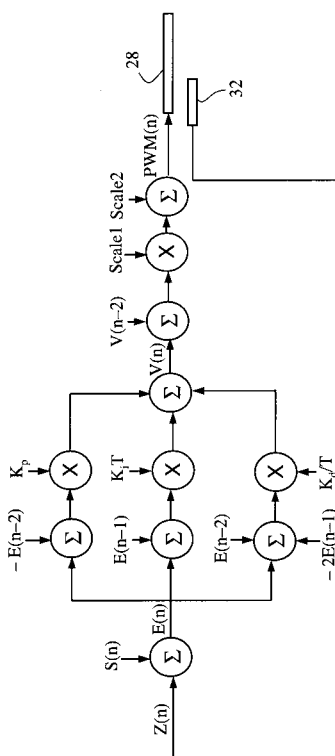 Z(n)
S(n)
Σ
E(n)
– E(n–2)
Σ
Kp
X
E(n–1)
Σ
KiT
X
E(n–2)
Σ
– 2E(n–1)
X
Kd/T
Σ
V(n)
V(n–2)
Σ
Scale1
X
Scale2
Σ
PWM(n)
28
32